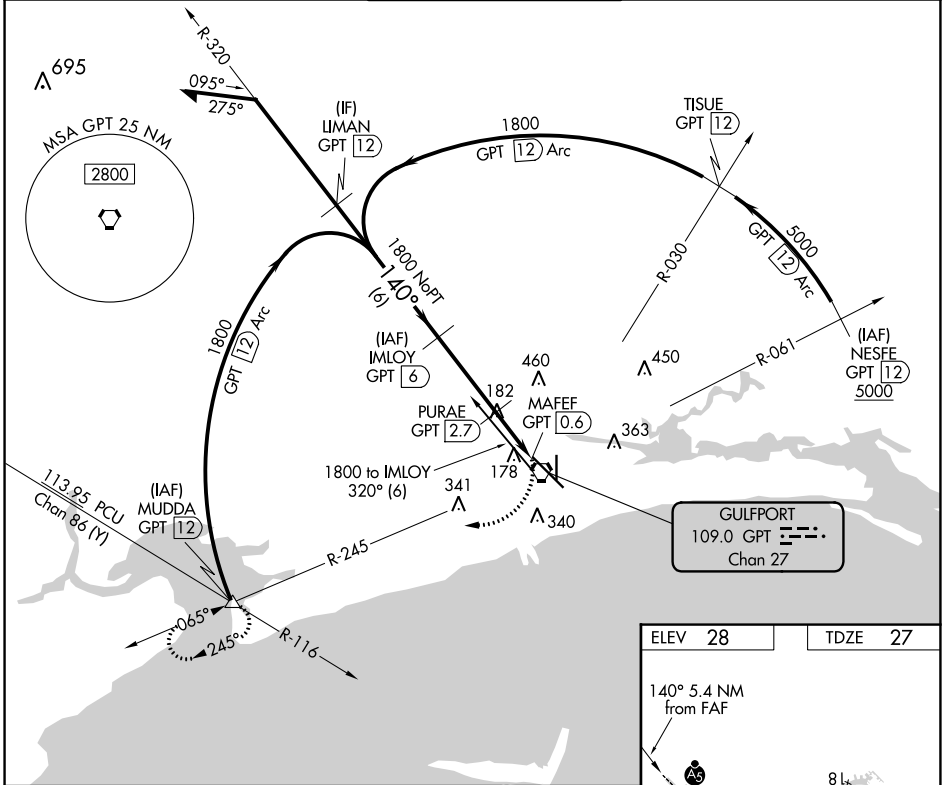 695
MSA GPT 25 NM
2800
R-320
095°
275°
(IF)
LIMAN
GPT 12
1800
GPT 12 Arc
TISUE
GPT 12
5000
GPT 12 Arc
R-030
R-061
(IAF)
NESFE
GPT 12
5000
1800 NoPT
140°
(6)
1800
GPT 12 Arc
(IAF)
IMLOY
GPT 6
460
450
182
MAFEF
GPT 0.6
PURAE
GPT 2.7
363
1800 to IMLOY
320° (6)
178
341
340
113.95 PCU
Chan 86 (Y)
(IAF)
MUDDA
GPT 12
R-245
GULFPORT
109.0 GPT
Chan 27
065°
245°
R-116
ELEV 28
TDZE 27
140° 5.4 NM
from FAF
A5
81